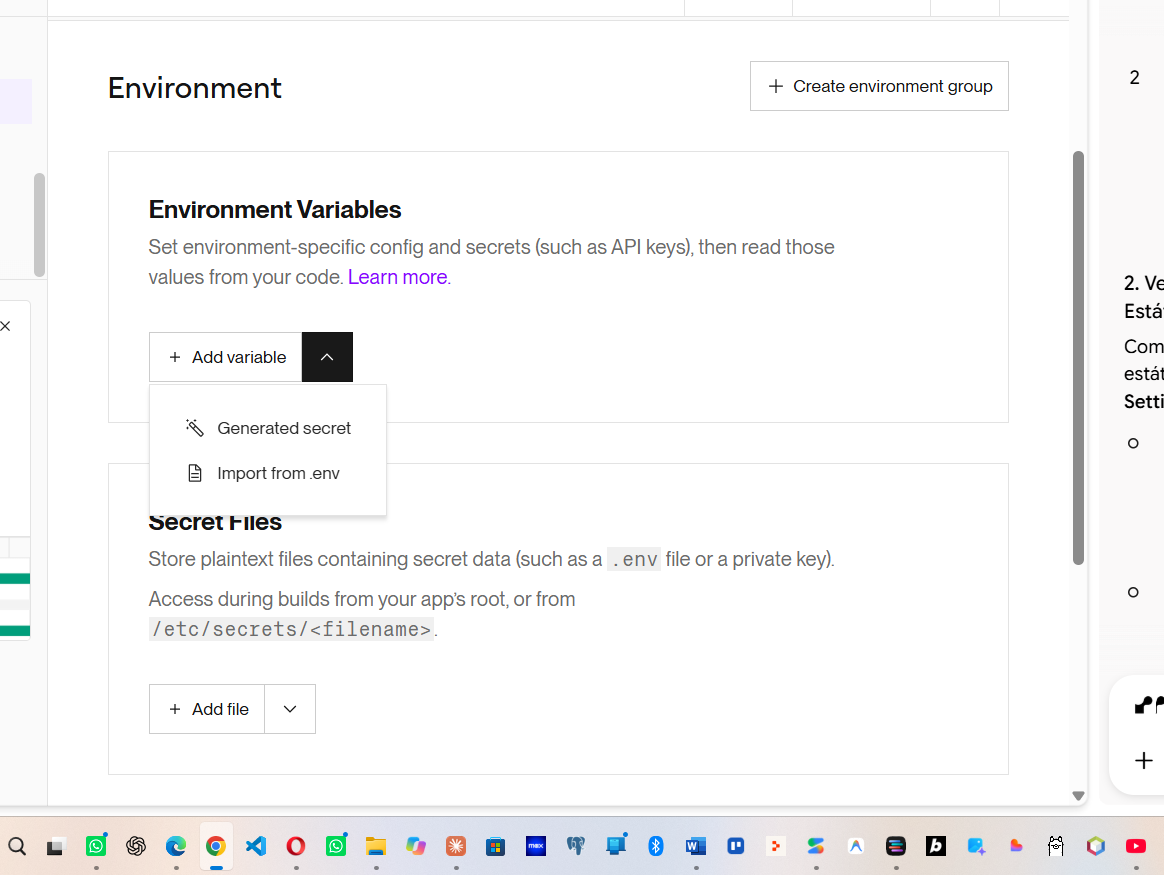 Environment
+ Create environment group
2
Environment Variables
Set environment-specific config and secrets (such as API keys), then read those
values from your code. Learn more.
2. Ve
Está
Com
estát
Setti
+ Add variable
Generated secret
Import from .env
Secret Files
Store plaintext files containing secret data (such as a .env file or a private key).
Access during builds from your app's root, or from
/etc/secrets/<filename>.
+ Add file
max
b